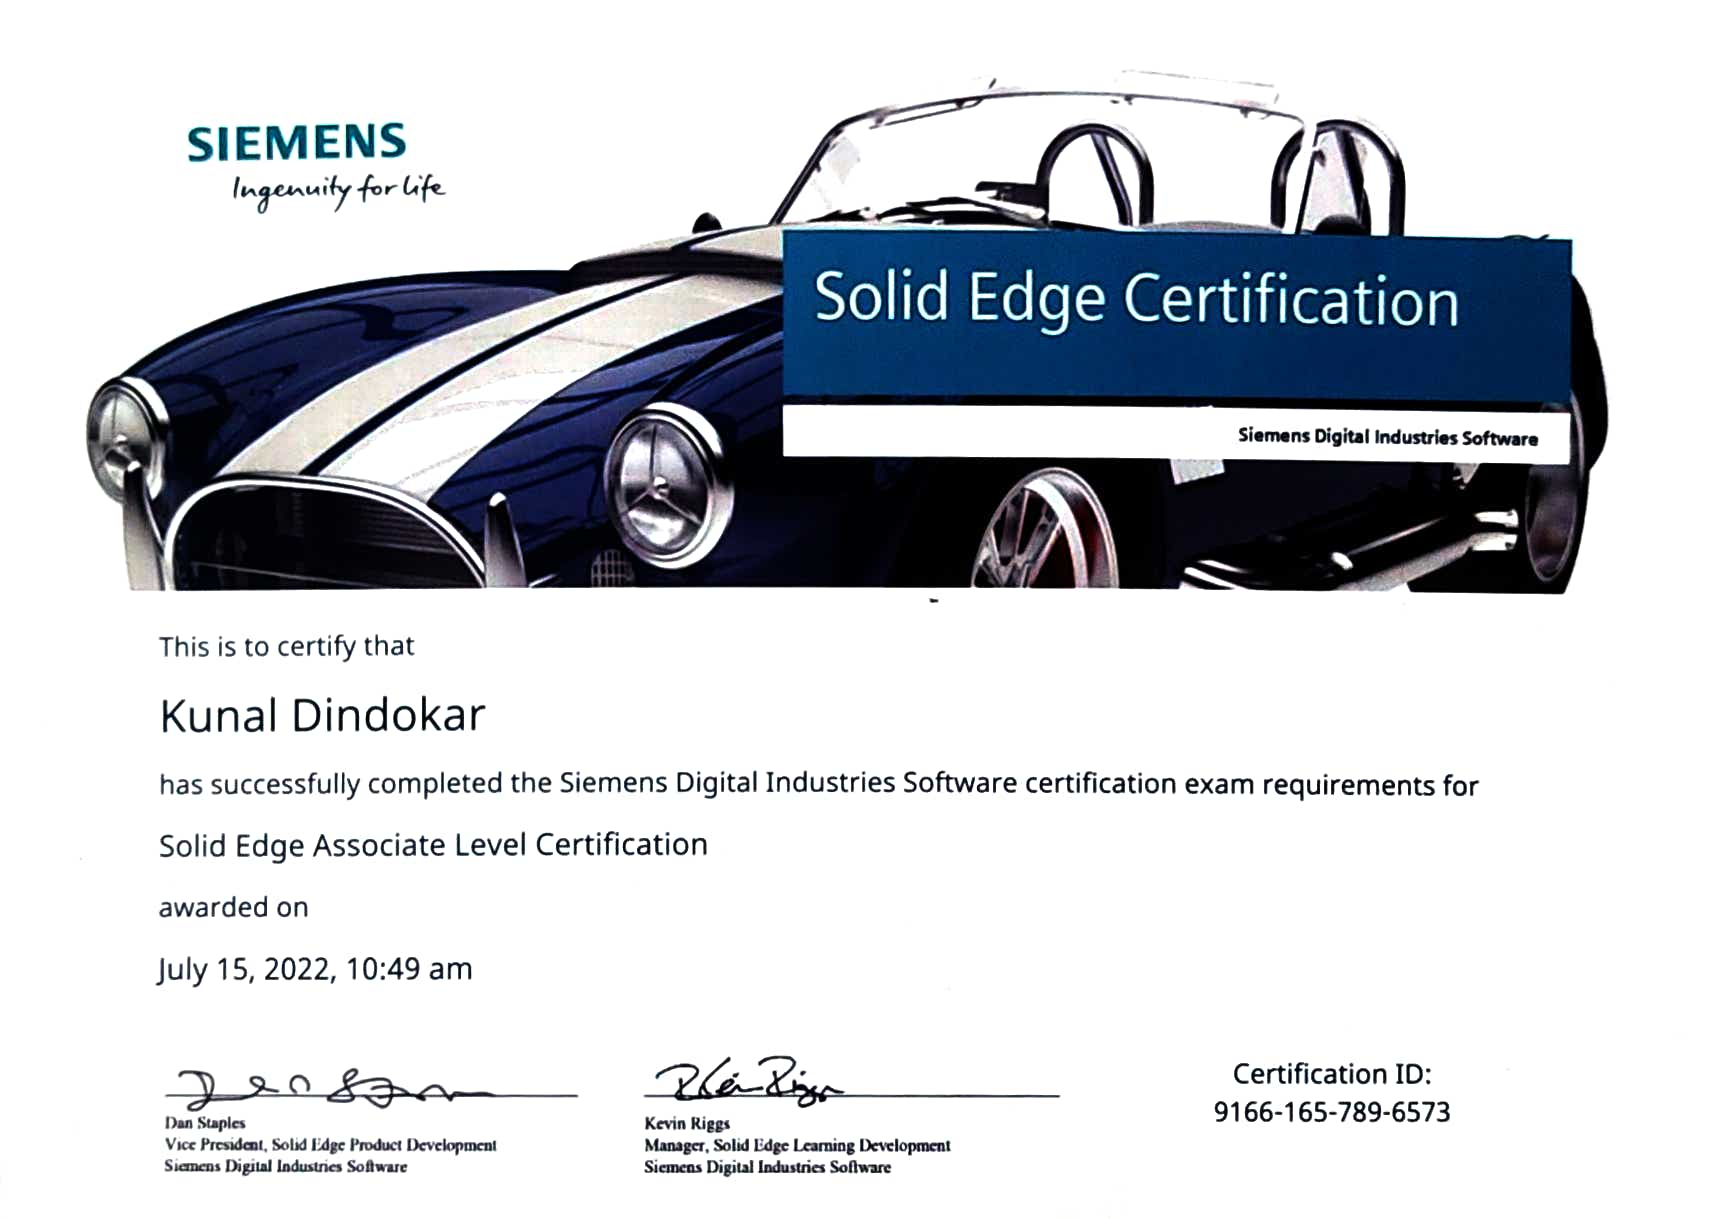 SIEMENS
Ingenuity for life
Solid Edge Certification
Siemens Digital Industries Software
This is to certify that
Kunal Dindokar
has successfully completed the Siemens Digital Industries Software certification exam requirements for
Solid Edge Associate Level Certification
awarded on
July 15, 2022, 10:49 am
Dan Staples
Vice President, Solid Edge Product Development
Siemens Digital Industries Software
Kevin Riggs
Manager, Solid Edge Learning Development
Siemens Digital Industries Software
Certification ID:
9166-165-789-6573